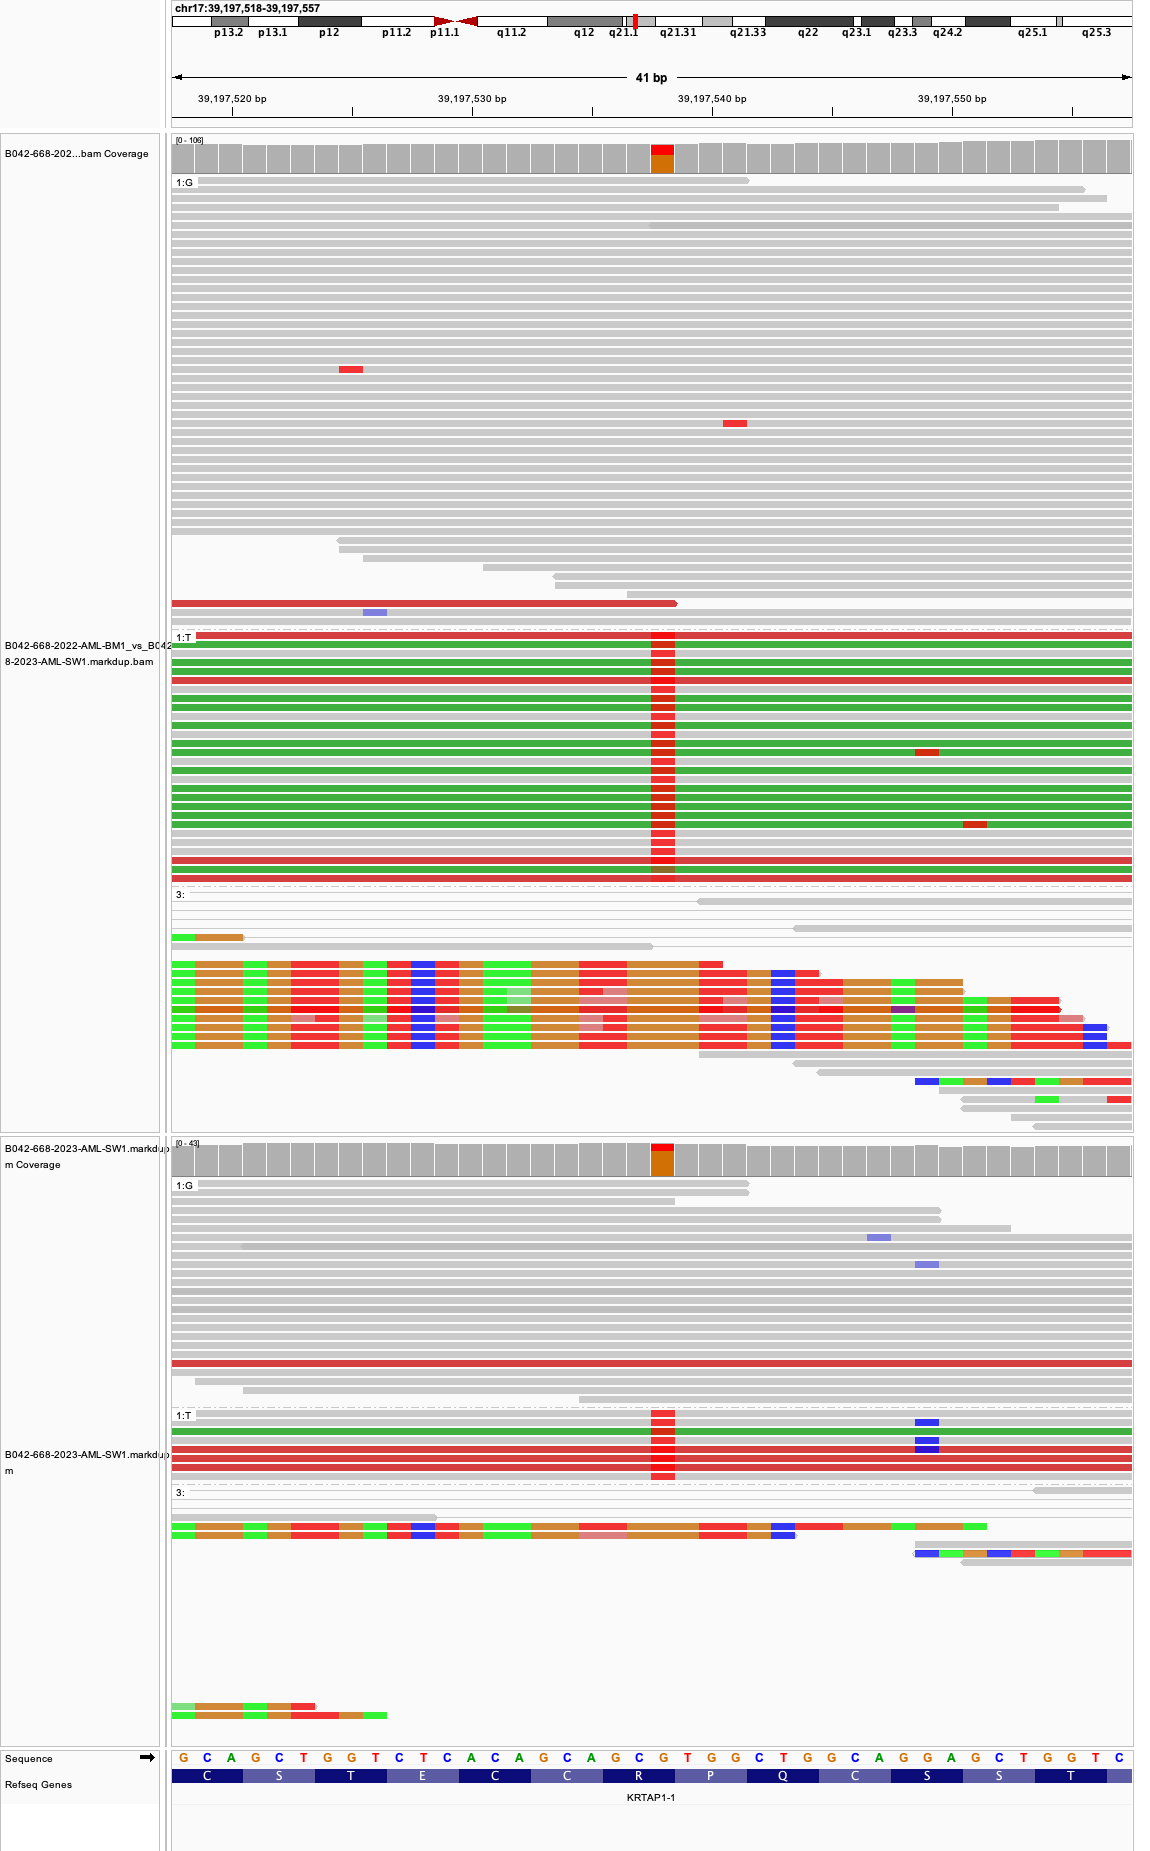 chr17:39,197,518-39,197,557
p13.2 p13.1 p12 p11.2 p11.1 q11.2 q12 q21.1 q21.31 q21.33 q22 q23.1 q23.3 q24.2 q25.1 q25.3
41 bp
39,197,520 bp 39,197,530 bp 39,197,540 bp 39,197,550 bp
[0 - 106]
B042-668-202...bam Coverage
1:G
1:T
B042-668-2022-AML-BM1_vs_B042
8-2023-AML-SW1.markdup.bam
3:
[0 - 43]
B042-668-2023-AML-SW1.markdup
m Coverage
1:G
1:T
B042-668-2023-AML-SW1.markdup
m
3:
Sequence G C A G C T G G T C T C A C A G C A G C G T G G C T G G C A G G A G C T G G T C
Refseq Genes C S T E C C R P Q C S S T
KRTAP1-1